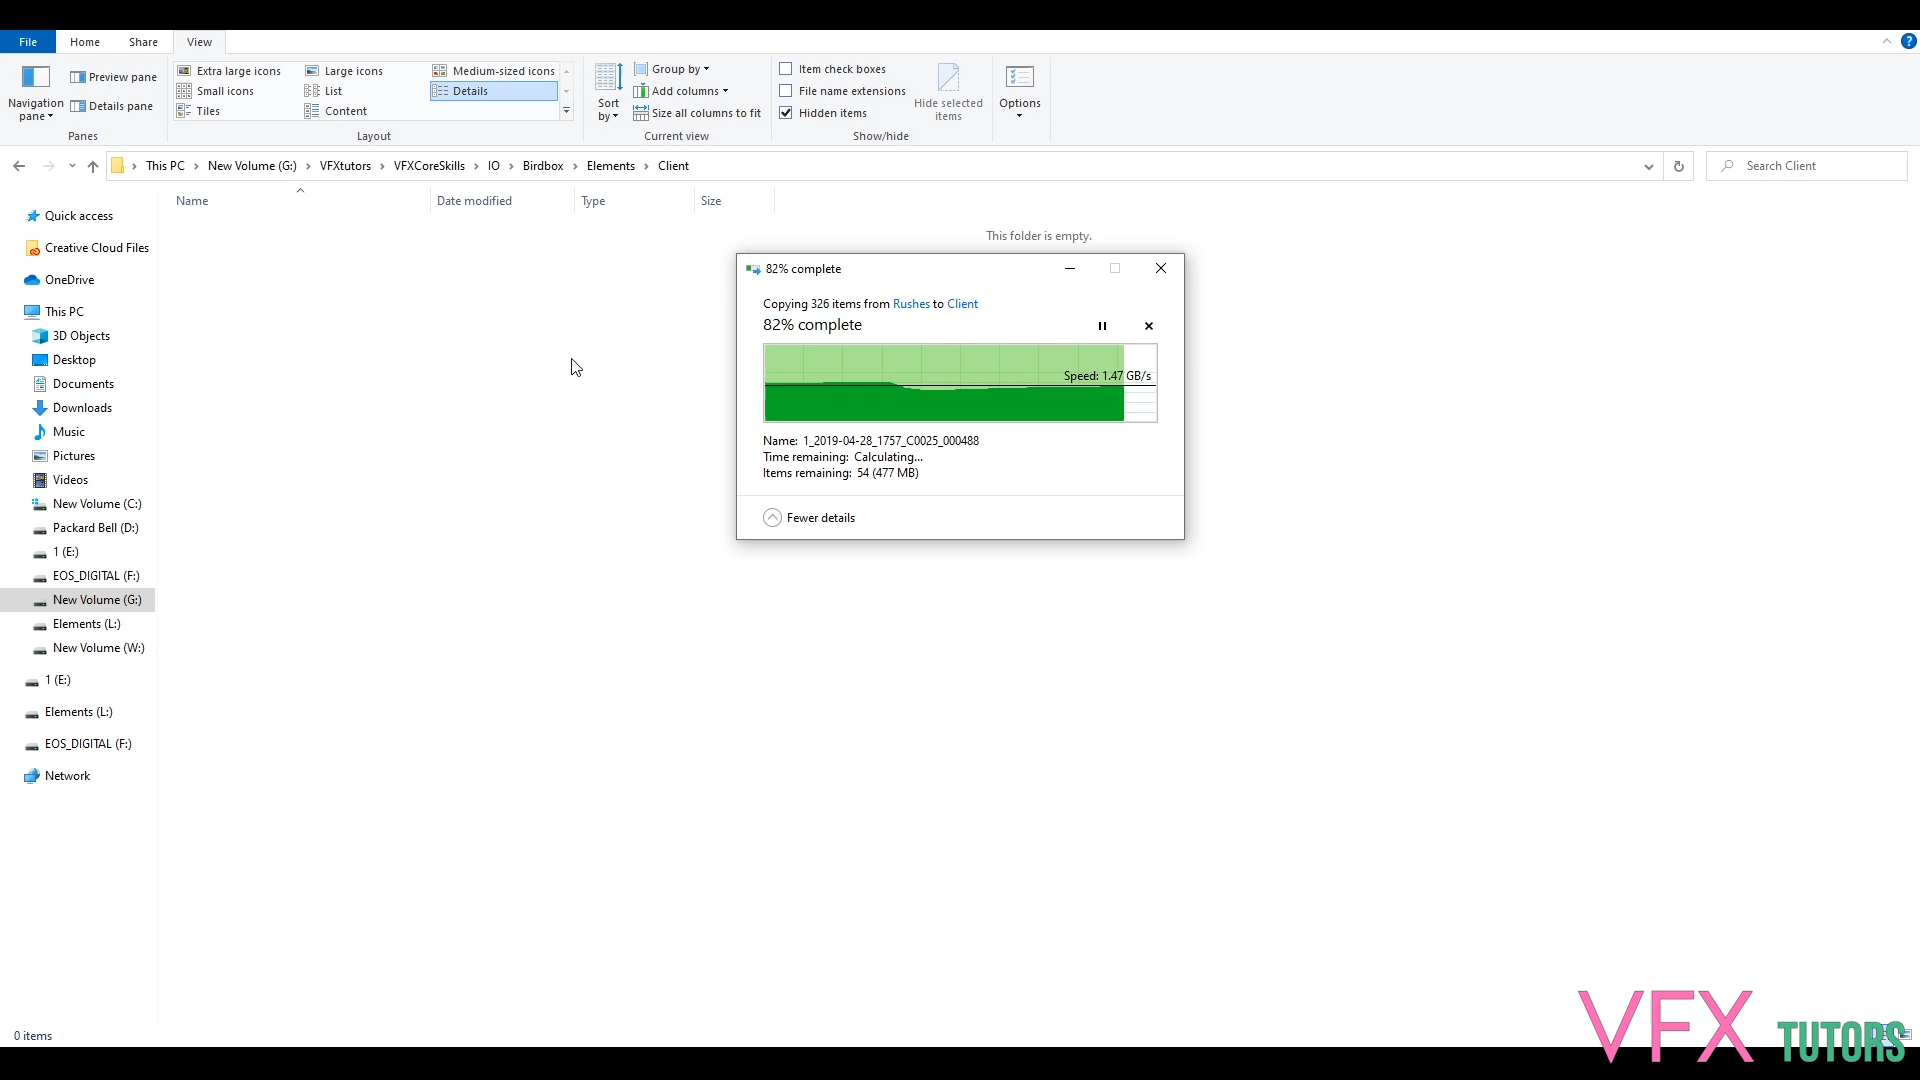 File
Home
Share
View
Navigation
pane
Preview pane
Details pane
Panes
Extra large icons
Large icons
Medium-sized icons
Small icons
List
Details
Tiles
Content
Layout
Sort
by
Group by
Add columns
Size all columns to fit
Current view
Item check boxes
File name extensions
Hidden items
Hide selected
items
Show/hide
Options
This PC > New Volume (G:) > VFXtutors > VFXCoreSkills > IO > Birdbox > Elements > Client
Search Client
Name
Date modified
Type
Size
This folder is empty.
Quick access
Creative Cloud Files
OneDrive
This PC
3D Objects
Desktop
Documents
Downloads
Music
Pictures
Videos
New Volume (C:)
Packard Bell (D:)
1 (E:)
EOS_DIGITAL (F:)
New Volume (G:)
Elements (L:)
New Volume (W:)
1 (E:)
Elements (L:)
EOS_DIGITAL (F:)
Network
82% complete
Copying 326 items from Rushes to Client
82% complete
Speed: 1.47 GB/s
Name: 1_2019-04-28_1757_C0025_000488
Time remaining: Calculating...
Items remaining: 54 (477 MB)
Fewer details
0 items
VFX TUTORS